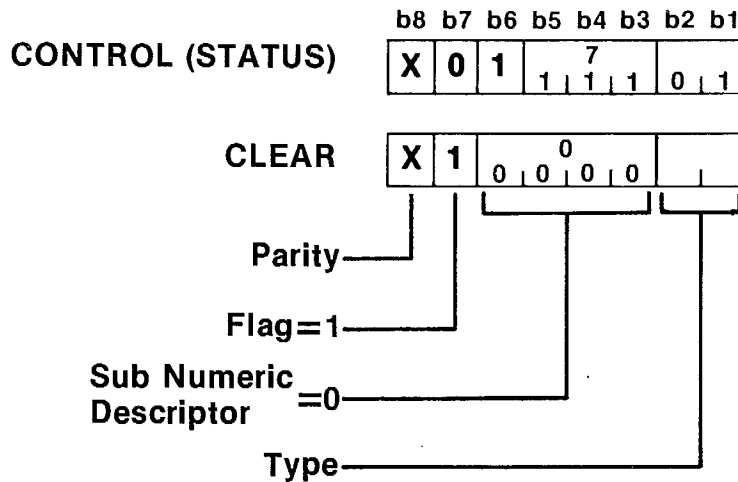 b8 b7 b6 b5 b4 b3 b2 b1
CONTROL (STATUS)
X 0 1 7
1 1 1 0 1
CLEAR
X 1 0
0 0 0 0
Parity
Flag=1
Sub Numeric
Descriptor =0
Type